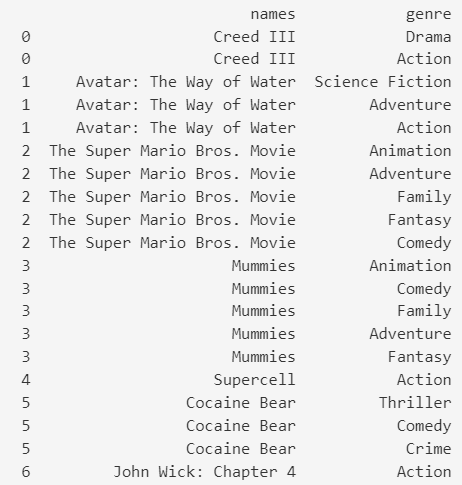 names genre
0 Creed III Drama
0 Creed III Action
1 Avatar: The Way of Water Science Fiction
1 Avatar: The Way of Water Adventure
1 Avatar: The Way of Water Action
2 The Super Mario Bros. Movie Animation
2 The Super Mario Bros. Movie Adventure
2 The Super Mario Bros. Movie Family
2 The Super Mario Bros. Movie Fantasy
2 The Super Mario Bros. Movie Comedy
3 Mummies Animation
3 Mummies Comedy
3 Mummies Family
3 Mummies Adventure
3 Mummies Fantasy
4 Supercell Action
5 Cocaine Bear Thriller
5 Cocaine Bear Comedy
5 Cocaine Bear Crime
6 John Wick: Chapter 4 Action